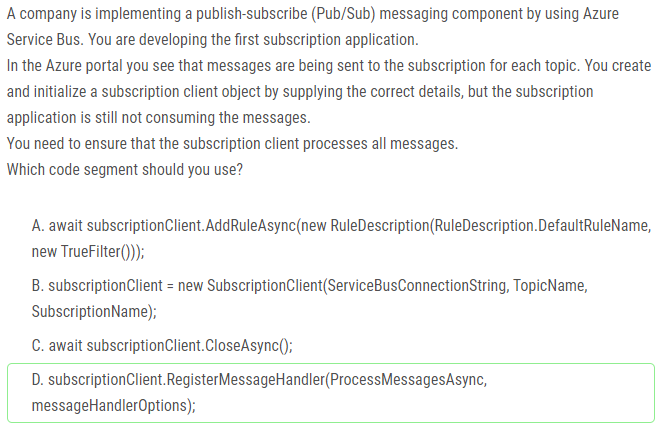 A company is implementing a publish-subscribe (Pub/Sub) messaging component by using Azure
Service Bus. You are developing the first subscription application.
In the Azure portal you see that messages are being sent to the subscription for each topic. You create
and initialize a subscription client object by supplying the correct details, but the subscription
application is still not consuming the messages.
You need to ensure that the subscription client processes all messages.
Which code segment should you use?
A. await subscriptionClient.AddRuleAsync(new RuleDescription(RuleDescription.DefaultRuleName,
new TrueFilter()));
B. subscriptionClient = new SubscriptionClient(ServiceBusConnectionString, TopicName,
SubscriptionName);
C. await subscriptionClient.CloseAsync();
D. subscriptionClient.RegisterMessageHandler(ProcessMessagesAsync,
messageHandlerOptions);